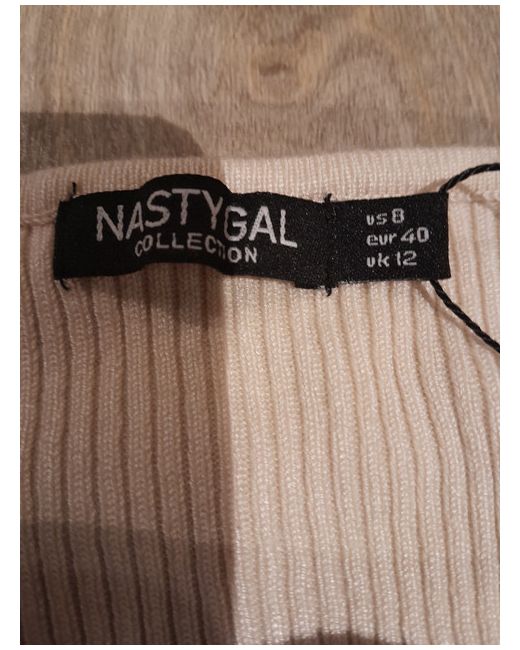 NASTYGAL
COLLECTION
us 8
eur 40
uk 12